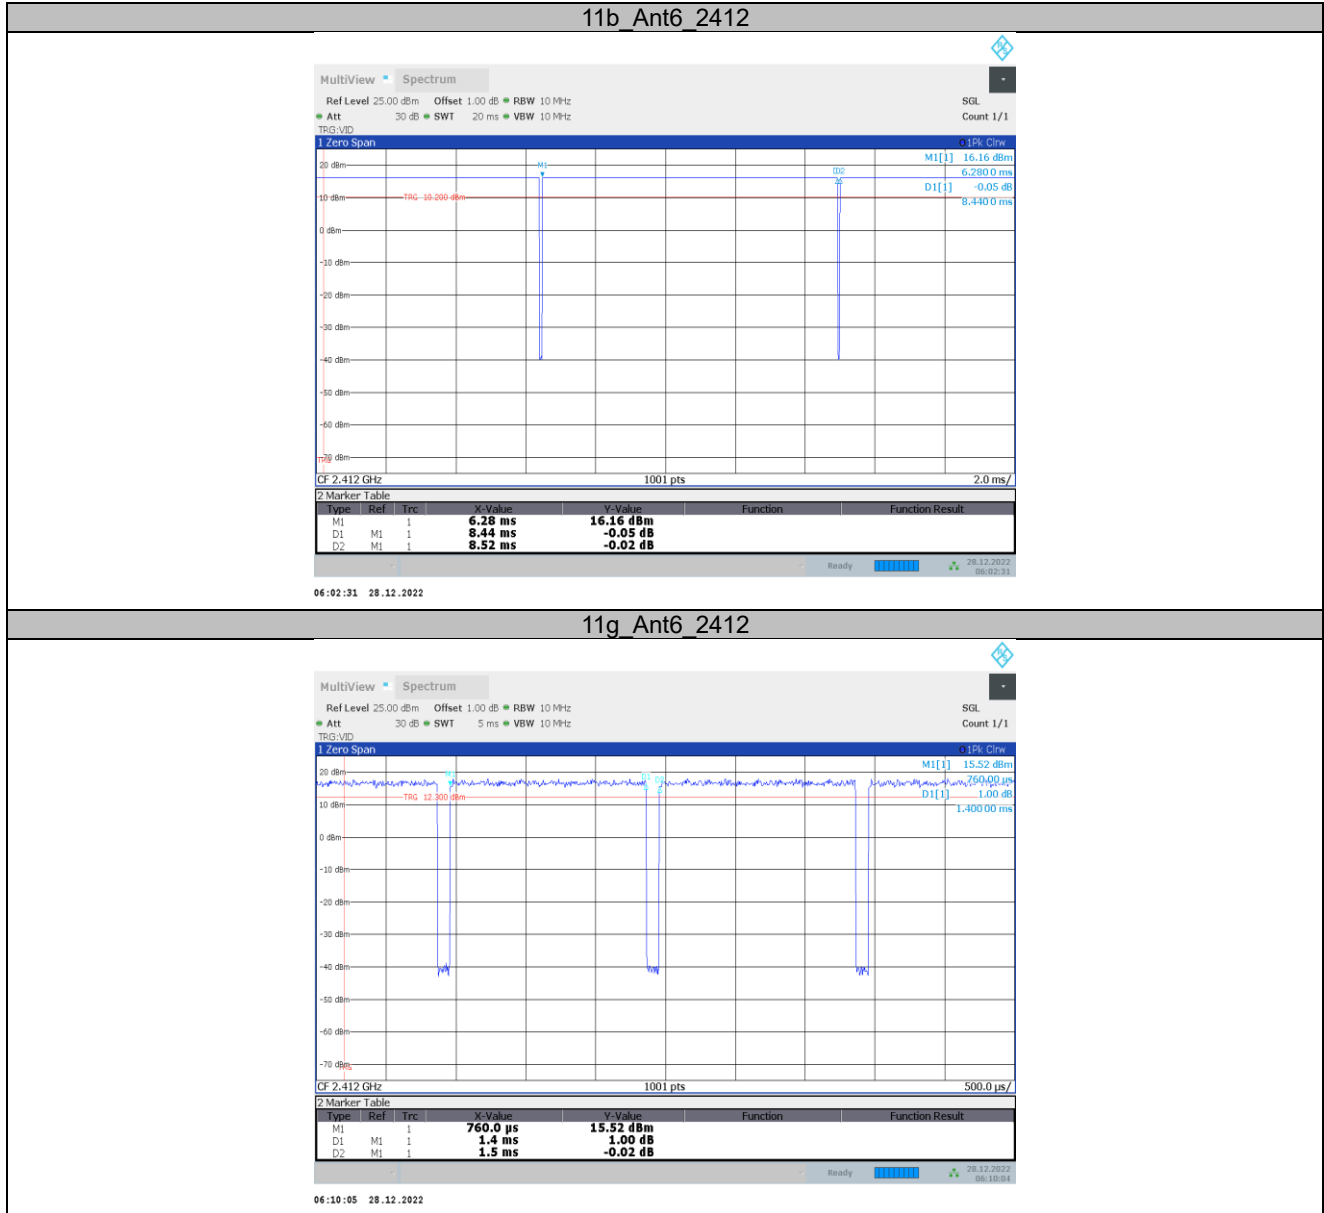 11b_Ant6_2412
MultiView Spectrum
Ref Level 25.00 dBm Offset 1.00 dB RBW 10 MHz SGL
Att 30 dB SWT 20 ms VBW 10 MHz Count 1/1
TRG:VID
1 Zero Span 1Pk Clrw
M1[1] 16.16 dBm
20 dBm M1 D2 6.2800 ms
D1[1] -0.05 dB
10 dBm TRG 10.200 dBm 8.4400 ms
0 dBm
-10 dBm
-20 dBm
-30 dBm
-40 dBm
-50 dBm
-60 dBm
-70 dBm
CF 2.412 GHz 1001 pts 2.0 ms/
2 Marker Table
Type Ref Trc X-Value Y-Value Function Function Result
M1 1 6.28 ms 16.16 dBm
D1 M1 1 8.44 ms -0.05 dB
D2 M1 1 8.52 ms -0.02 dB
Ready 28.12.2022
06:02:31
06:02:31 28.12.2022
11g_Ant6_2412
MultiView Spectrum
Ref Level 25.00 dBm Offset 1.00 dB RBW 10 MHz SGL
Att 30 dB SWT 5 ms VBW 10 MHz Count 1/1
TRG:VID
1 Zero Span 1Pk Clrw
M1[1] 15.52 dBm
20 dBm M1 D1 D2 760.00 µs
D1[1] 1.00 dB
TRG 12.300 dBm
10 dBm 1.40000 ms
0 dBm
-10 dBm
-20 dBm
-30 dBm
-40 dBm
-50 dBm
-60 dBm
-70 dBm
CF 2.412 GHz 1001 pts 500.0 µs/
2 Marker Table
Type Ref Trc X-Value Y-Value Function Function Result
M1 1 760.0 µs 15.52 dBm
D1 M1 1 1.4 ms 1.00 dB
D2 M1 1 1.5 ms -0.02 dB
Ready 28.12.2022
06:10:04
06:10:05 28.12.2022